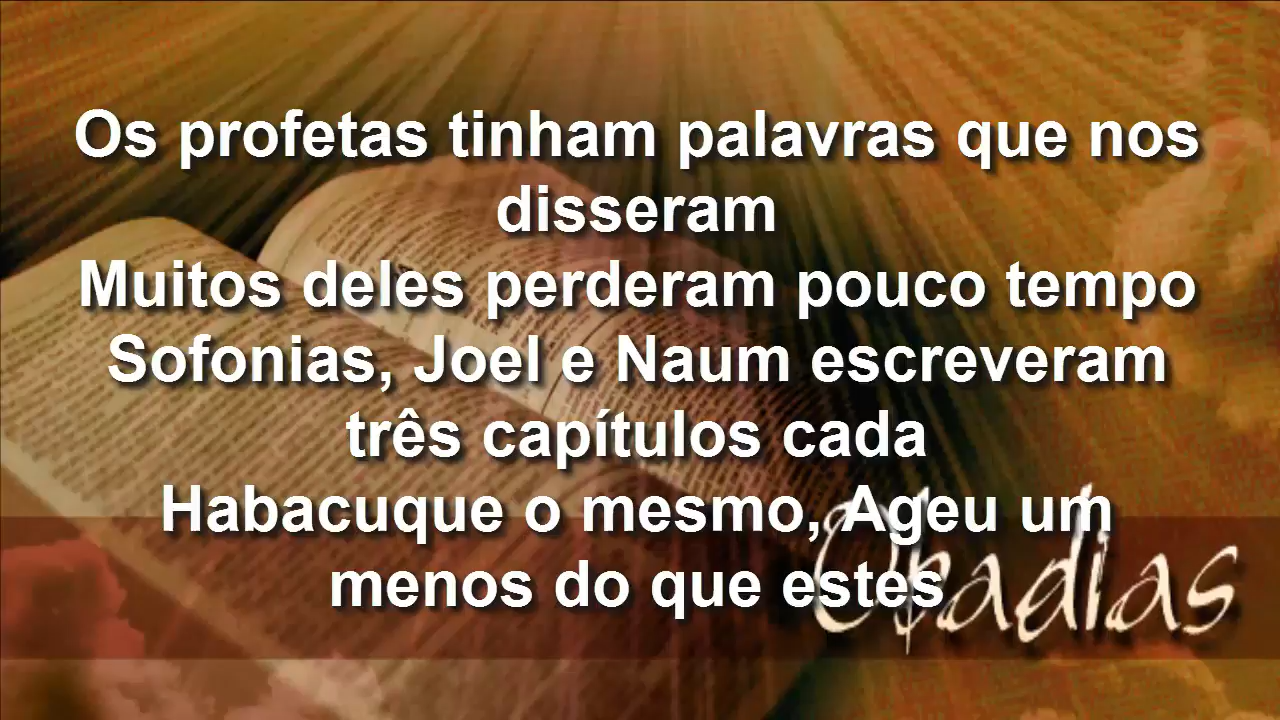 Os profetas tinham palavras que nos
disseram
Muitos deles perderam pouco tempo
Sofonias, Joel e Naum escreveram
três capítulos cada
Habacuque o mesmo, Ageu um
menos do que estes
Obadias